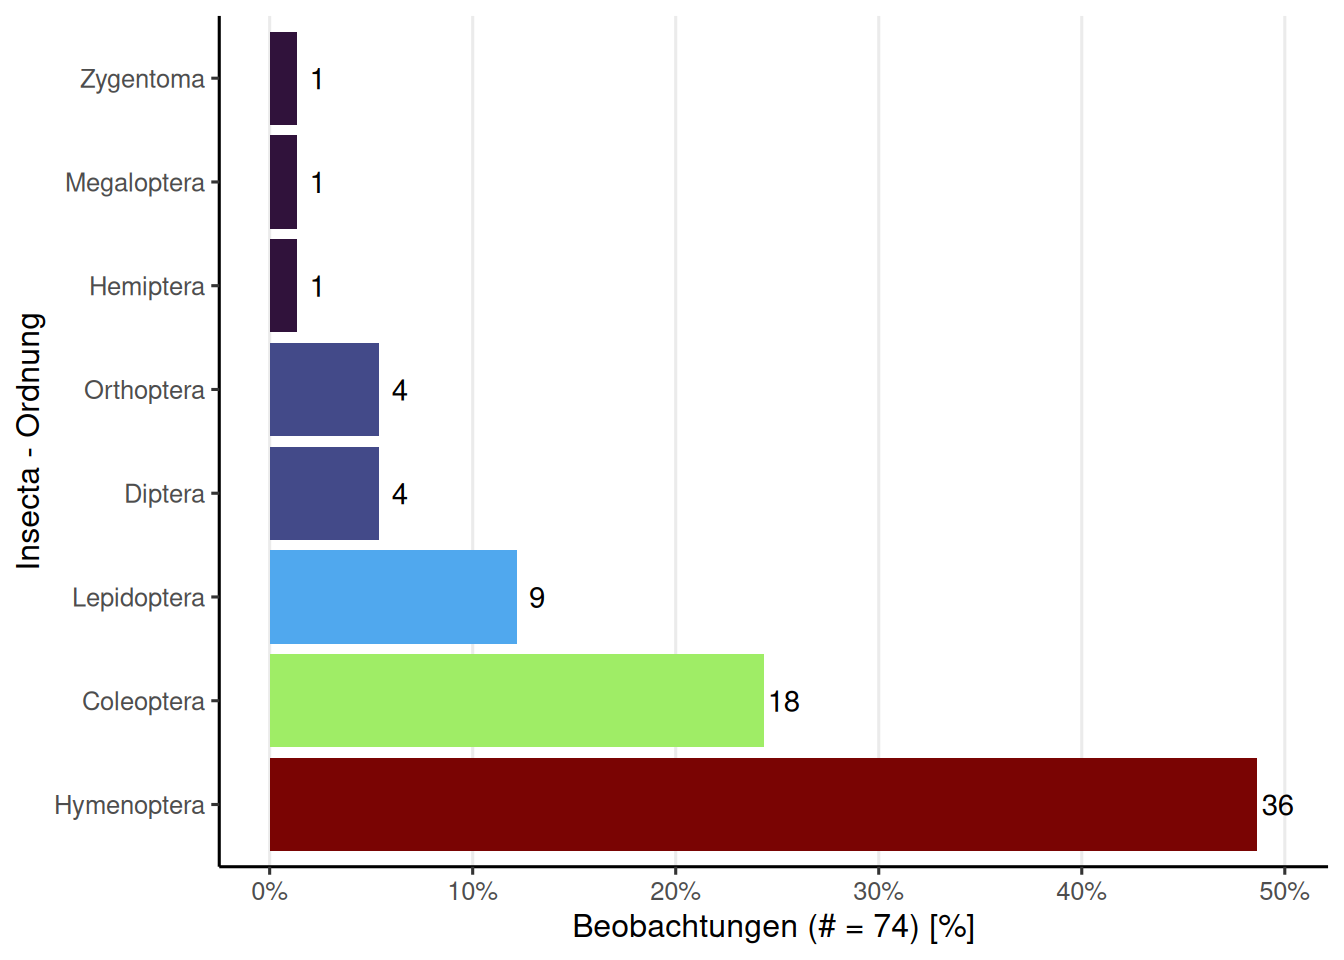 Insecta - Ordnung
Zygentoma 1
Megaloptera 1
Hemiptera 1
Orthoptera 4
Diptera 4
Lepidoptera 9
Coleoptera 18
Hymenoptera 36
0% 10% 20% 30% 40% 50%
Beobachtungen (# = 74) [%]